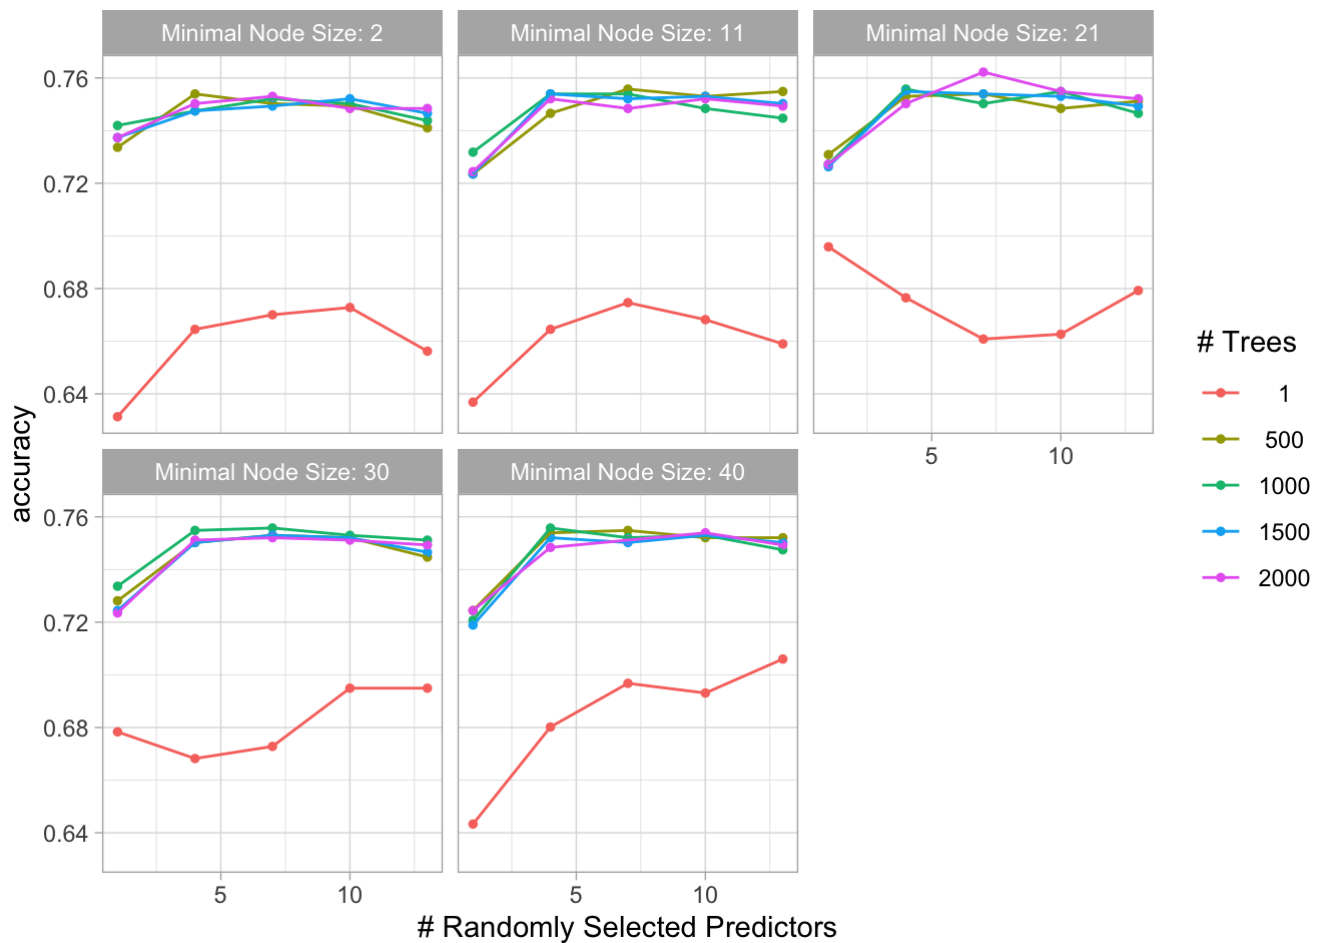 Minimal Node Size: 2
Minimal Node Size: 11
Minimal Node Size: 21
0.76
0.72
0.68
0.64
5
10
Minimal Node Size: 30
Minimal Node Size: 40
0.76
0.72
0.68
0.64
5
10
5
10
accuracy
# Randomly Selected Predictors
# Trees
1
500
1000
1500
2000